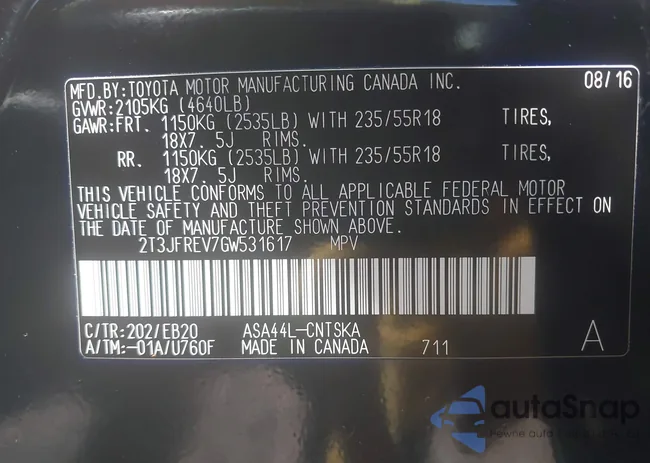 MFD.BY:TOYOTA MOTOR MANUFACTURING CANADA INC. 08/16
GVWR:2105KG (4640LB)
GAWR:FRT. 1150KG (2535LB) WITH 235/55R18 TIRES,
18X7. 5J RIMS.
RR. 1150KG (2535LB) WITH 235/55R18 TIRES,
18X7. 5J RIMS.
THIS VEHICLE CONFORMS TO ALL APPLICABLE FEDERAL MOTOR
VEHICLE SAFETY AND THEFT PREVENTION STANDARDS IN EFFECT ON
THE DATE OF MANUFACTURE SHOWN ABOVE.
2T3JFREV7GW531617 MPV
C/TR:202/EB20 ASA44L-CNTSKA
A/TM:-01A/U760F MADE IN CANADA 711 A
autoSnap